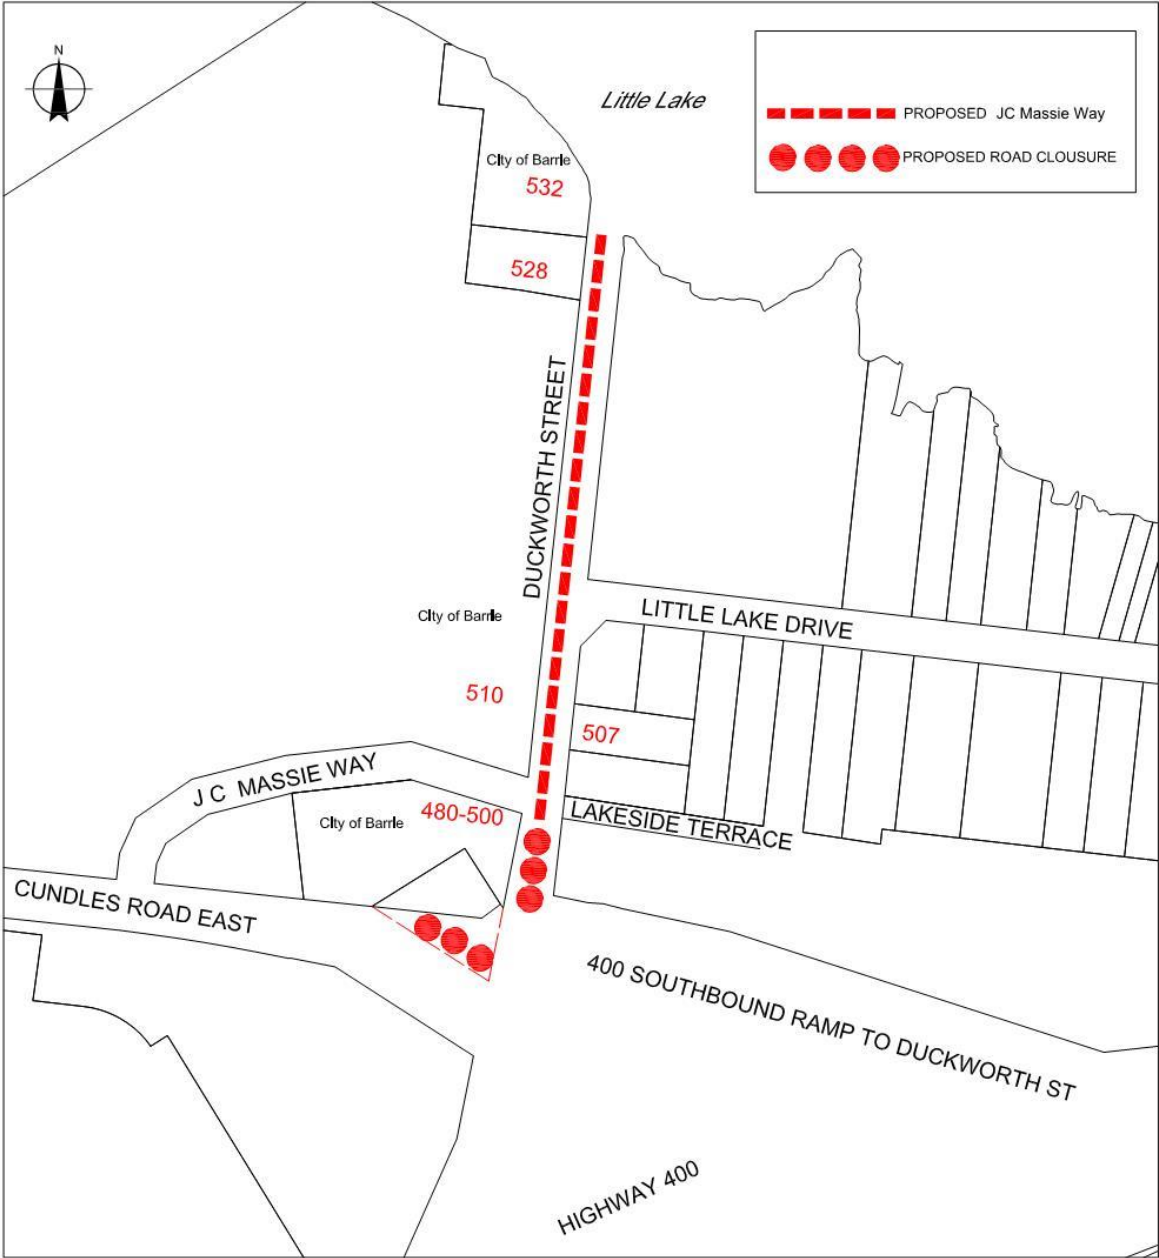 N
Little Lake
PROPOSED JC Massie Way
PROPOSED ROAD CLOUSURE
City of Barrie
532
528
DUCKWORTH STREET
LITTLE LAKE DRIVE
City of Barrie
510
507
J C MASSIE WAY
480-500
City of Barrie
LAKESIDE TERRACE
CUNDLES ROAD EAST
400 SOUTHBOUND RAMP TO DUCKWORTH ST
HIGHWAY 400